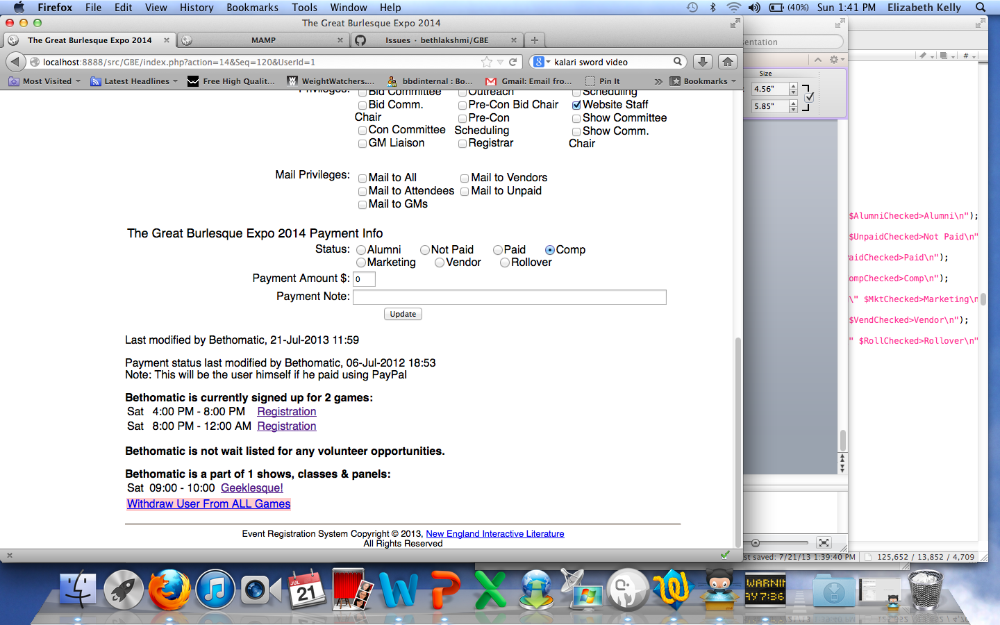 Firefox File Edit View History Bookmarks Tools Window Help (40%) Sun 1:41 PM Elizabeth Kelly
The Great Burlesque Expo 2014
The Great Burlesque Expo 2014 MAMP Issues · bethlakshmi/GBE
localhost:8888/src/GBE/index.php?action=14&Seq=120&UserId=1 kalari sword video
Most Visited Latest Headlines Free High Qualit... WeightWatchers.... bbdinternal : Bo... Gmail: Email fro... Pin It Bookmarks
Privileges: Bid Committee Outreach Scheduling
Bid Comm. Chair Pre-Con Bid Chair Website Staff
Pre-Con Scheduling Show Committee
Con Committee Show Comm. Chair
GM Liaison Registrar
Mail Privileges: Mail to All Mail to Vendors
Mail to Attendees Mail to Unpaid
Mail to GMs
The Great Burlesque Expo 2014 Payment Info
Status: Alumni Not Paid Paid Comp
Marketing Vendor Rollover
Payment Amount $: 0
Payment Note:
Update
Last modified by Bethomatic, 21-Jul-2013 11:59
Payment status last modified by Bethomatic, 06-Jul-2012 18:53
Note: This will be the user himself if he paid using PayPal
Bethomatic is currently signed up for 2 games:
Sat 4:00 PM - 8:00 PM Registration
Sat 8:00 PM - 12:00 AM Registration
Bethomatic is not wait listed for any volunteer opportunities.
Bethomatic is a part of 1 shows, classes & panels:
Sat 09:00 - 10:00 Geeklesque!
Withdraw User From ALL Games
Event Registration System Copyright © 2013, New England Interactive Literature
All Rights Reserved
entation
Size
4.56"
5.85"
#
$AlumniChecked>Alumni\n");
$UnpaidChecked>Not Paid\n"
aidChecked>Paid\n");
ompChecked>Comp\n");
\" $MktChecked>Marketing\n
$VendChecked>Vendor\n");
" $RollChecked>Rollover\n"
st saved: 7/21/13 1:39:40 PM 125,652 / 13,852 / 4,709
JUL
21
WARNIN
AY 7:36